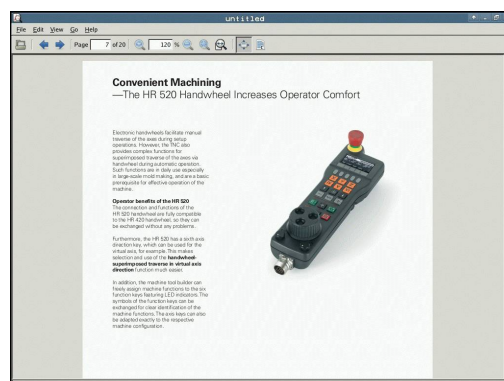 untitled
File Edit View Go Help
Page 7 of 20 120 %
Convenient Machining
—The HR 520 Handwheel Increases Operator Comfort
Electronic handwheels facilitate manual
traverse of the axes during setup
operations. However, the TNC also
provides complex functions for
superimposed traverse of the axes via
handwheel during automatic operation.
Such functions are in daily use especially
in large-scale mold making, and are a basic
prerequisite for effective operation of the
machine.
Operator benefits of the HR 520
The connection and functions of the
HR 520 handwheel are fully compatible
to the HR 420 handwheel, so they can
be exchanged without any problems.
Furthermore, the HR 520 has a sixth axis
direction key, which can be used for the
virtual axis, for example. This makes
selection and use of the handwheel-
superimposed traverse in virtual axis
direction function much easier.
In addition, the machine tool builder can
freely assign machine functions to the six
function keys featuring LED indicators. The
symbols of the function keys can be
exchanged for clear identification of the
machine functions. The axis keys can also
be adapted exactly to the respective
machine configuration.